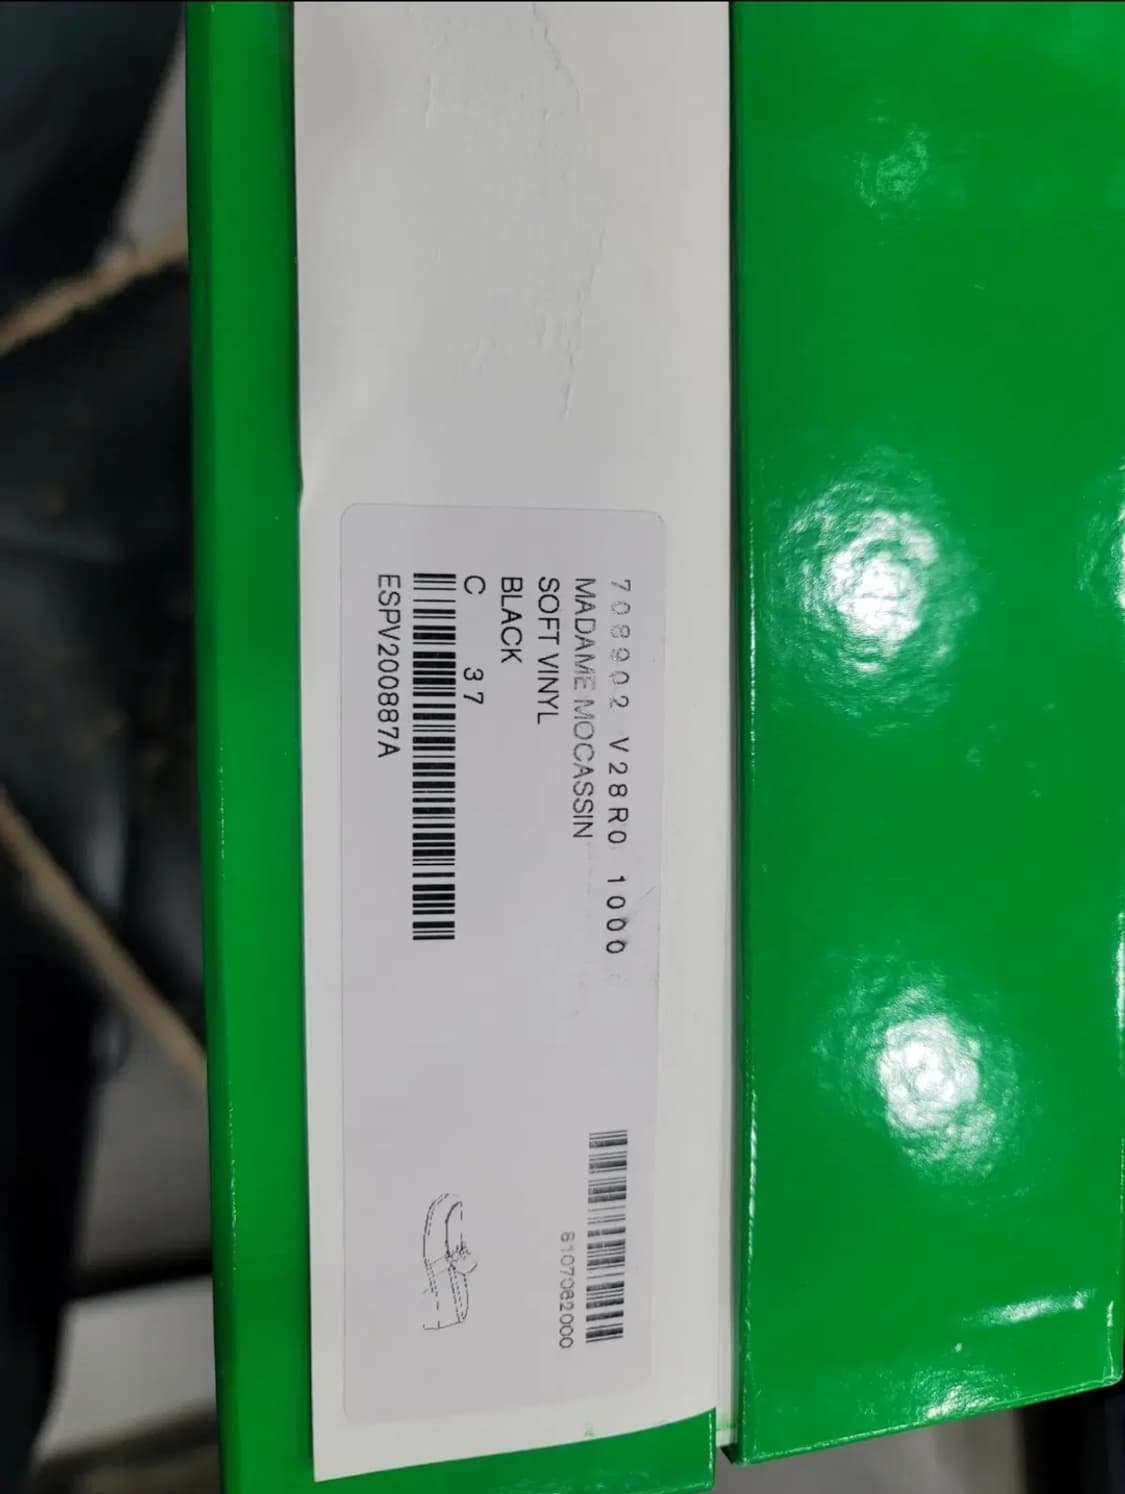 708902 V28R0 1000
MADAME MOCASSIN
SOFT VINYL
BLACK
C 37
ESPV200887A
8107082000